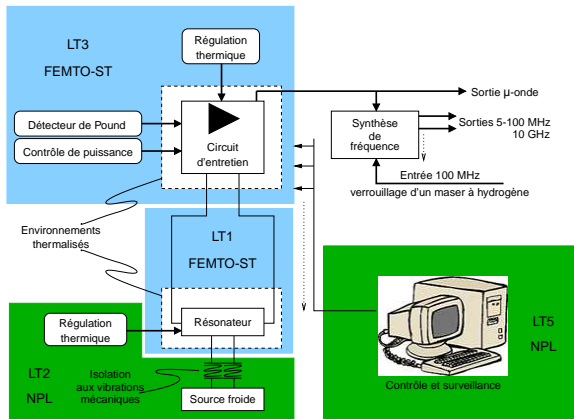 LT3
FEMTO-ST
Régulation
thermique
Détecteur de Pound
Contrôle de puissance
Circuit
d'entretien
Sortie µ-onde
Synthèse
de
fréquence
Sorties 5-100 MHz
10 GHz
Entrée 100 MHz
verrouillage d'un maser à hydrogène
Environnements
thermalisés
LT1
FEMTO-ST
Régulation
thermique
Résonateur
LT2
NPL
Isolation
aux vibrations
mécaniques
Source froide
LT5
NPL
Contrôle et surveillance